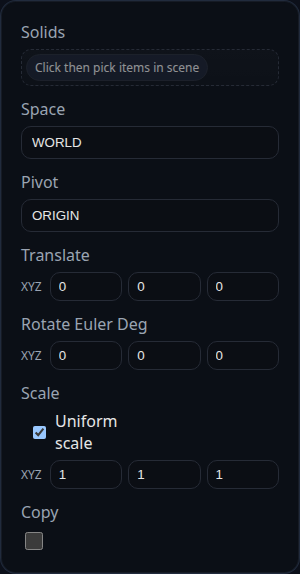 Solids
Click then pick items in scene
Space
WORLD
Pivot
ORIGIN
Translate
XYZ 0 0 0
Rotate Euler Deg
XYZ 0 0 0
Scale
Uniform
scale
XYZ 1 1 1
Copy